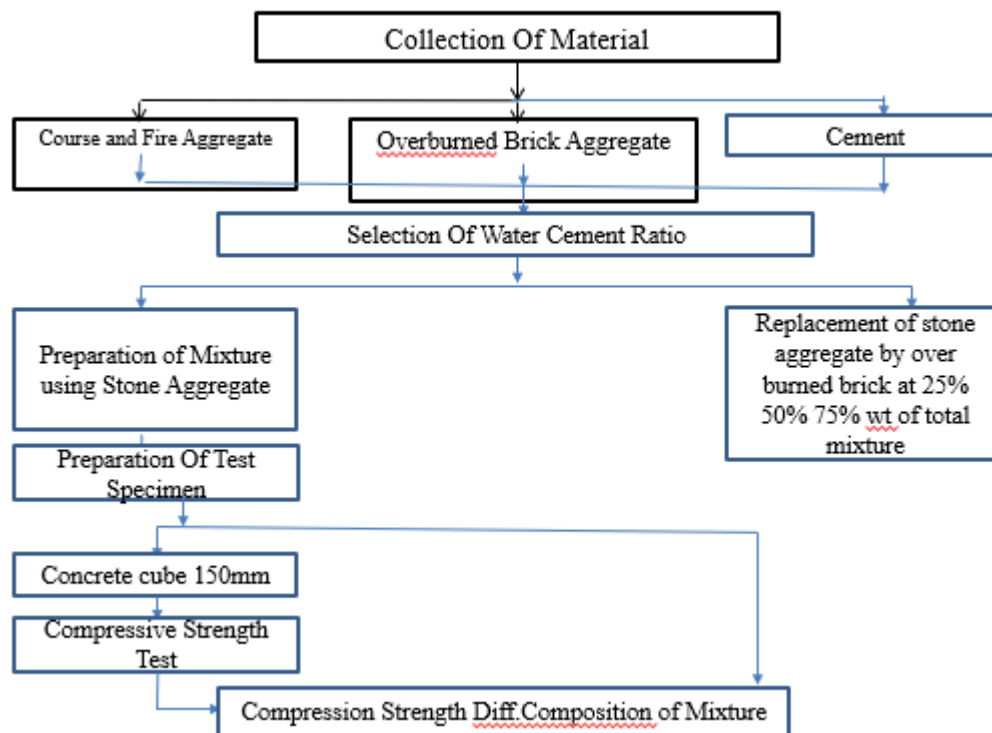 Collection Of Material
Course and Fire Aggregate
Overburned Brick Aggregate
Cement
Selection Of Water Cement Ratio
Preparation of Mixture
using Stone Aggregate
Replacement of stone
aggregate by over
burned brick at 25%
50% 75% wt of total
mixture
Preparation Of Test
Specimen
Concrete cube 150mm
Compressive Strength
Test
Compression Strength Diff.Composition of Mixture